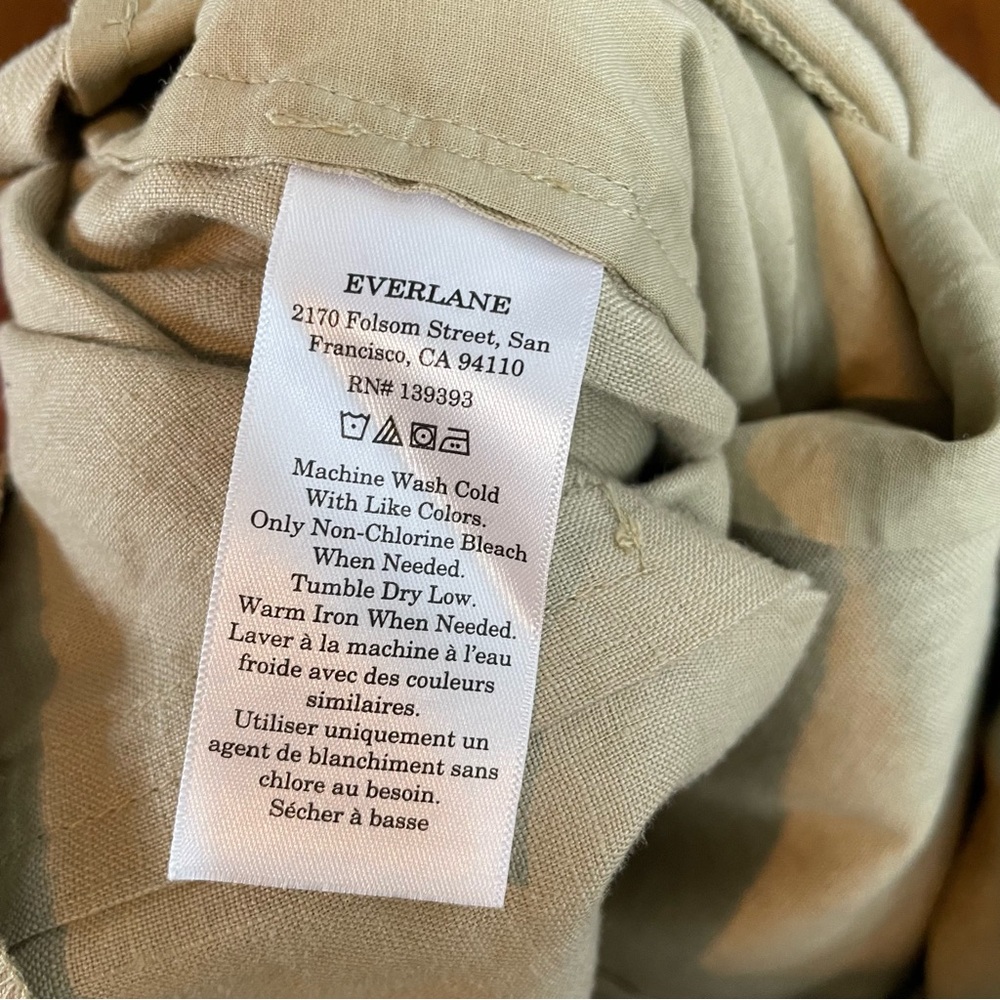 EVERLANE
2170 Folsom Street, San
Francisco, CA 94110
RN# 139393
Machine Wash Cold
With Like Colors.
Only Non-Chlorine Bleach
When Needed.
Tumble Dry Low.
Warm Iron When Needed.
Laver à la machine à l'eau
froide avec des couleurs
similaires.
Utiliser uniquement un
agent de blanchiment sans
chlore au besoin.
Sécher à basse